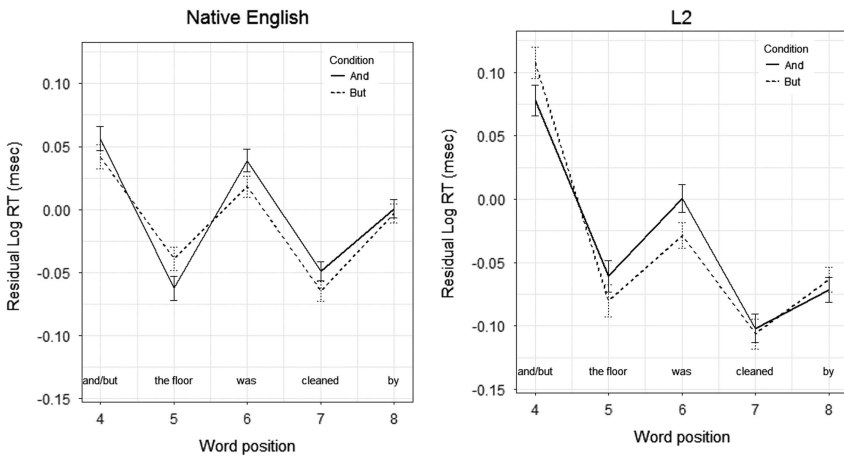 Native English
Residual Log RT (msec)
0.10
0.05
0.00
-0.05
-0.10
-0.15
Condition
And
But
and/but the floor was cleaned by
4 5 6 7 8
Word position
L2
Residual Log RT (msec)
0.10
0.05
0.00
-0.05
-0.10
-0.15
Condition
And
But
and/but the floor was cleaned by
4 5 6 7 8
Word position